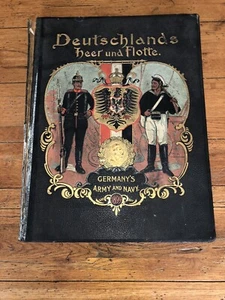 Deutschlands
Heer und Flotte.
GERMANY'S
ARMY AND NAVY.